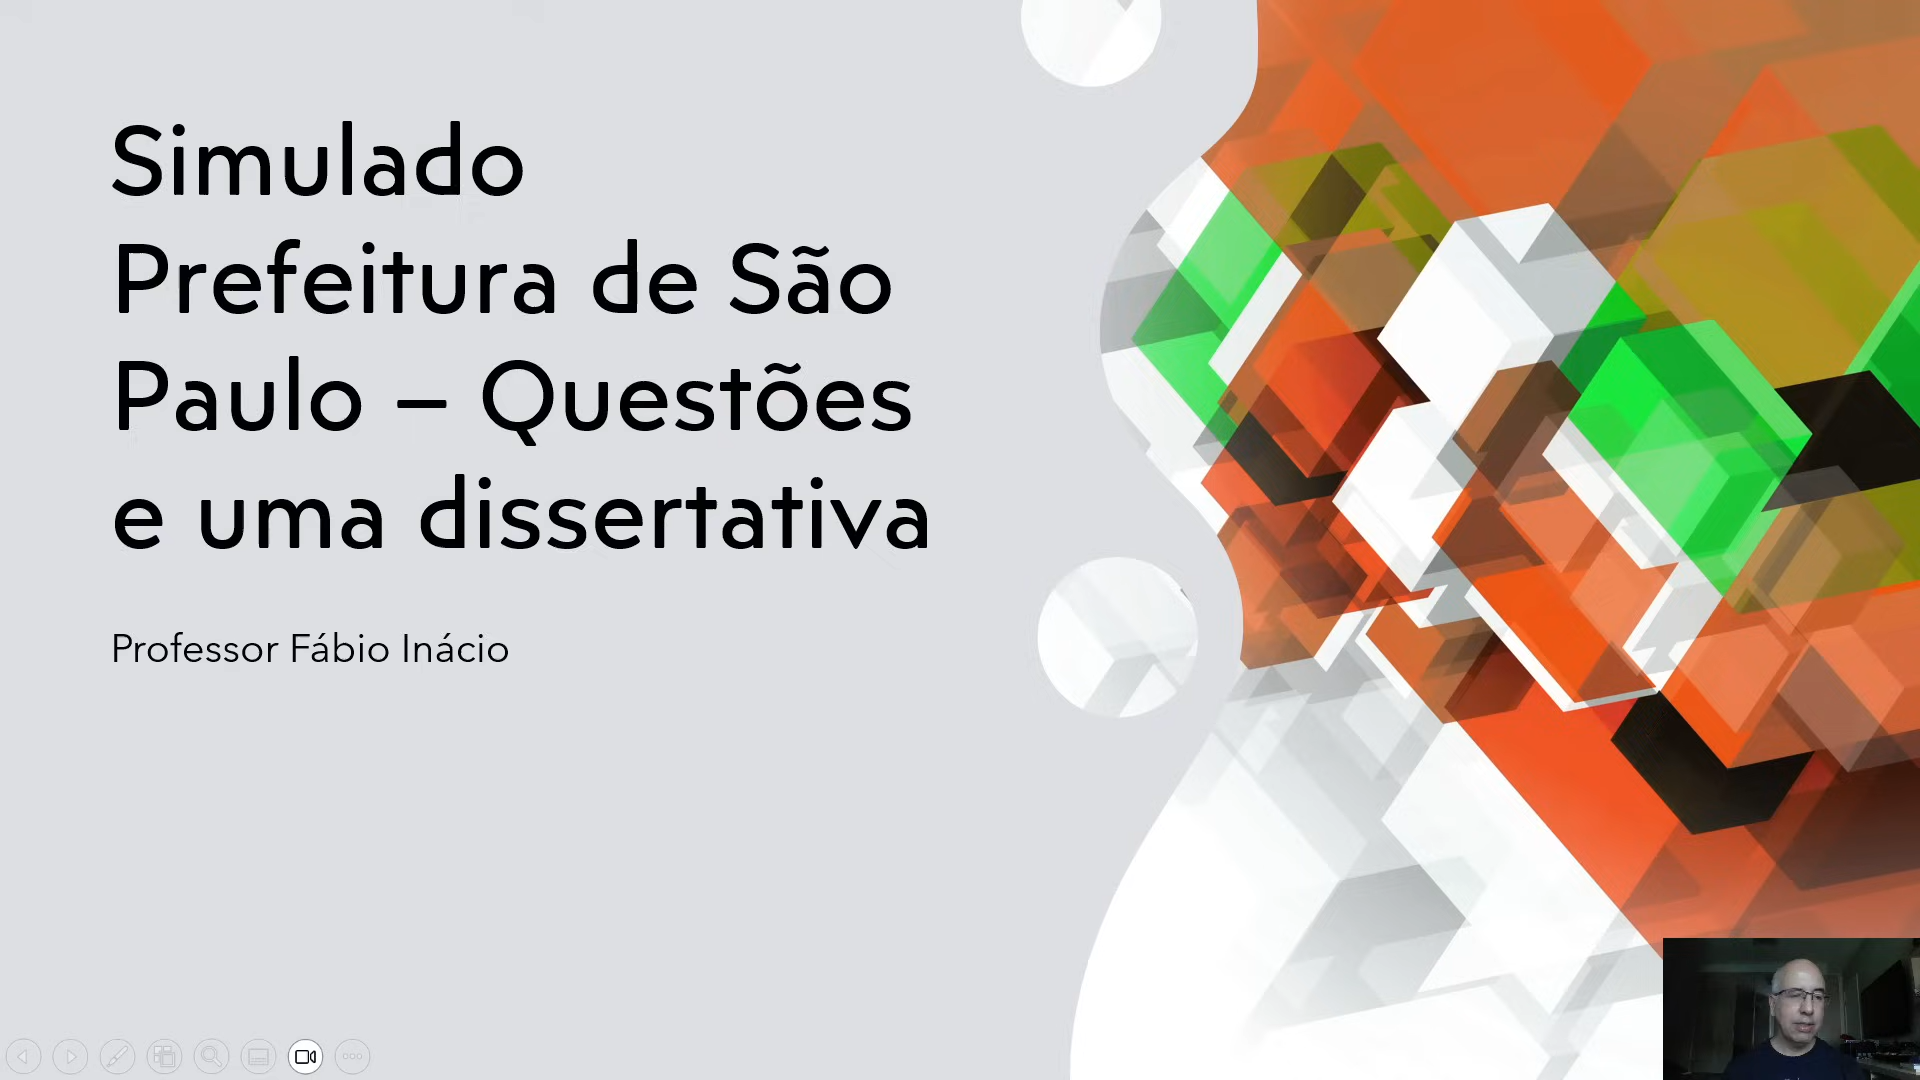 Simulado
Prefeitura de São
Paulo – Questões
e uma dissertativa
Professor Fábio Inácio